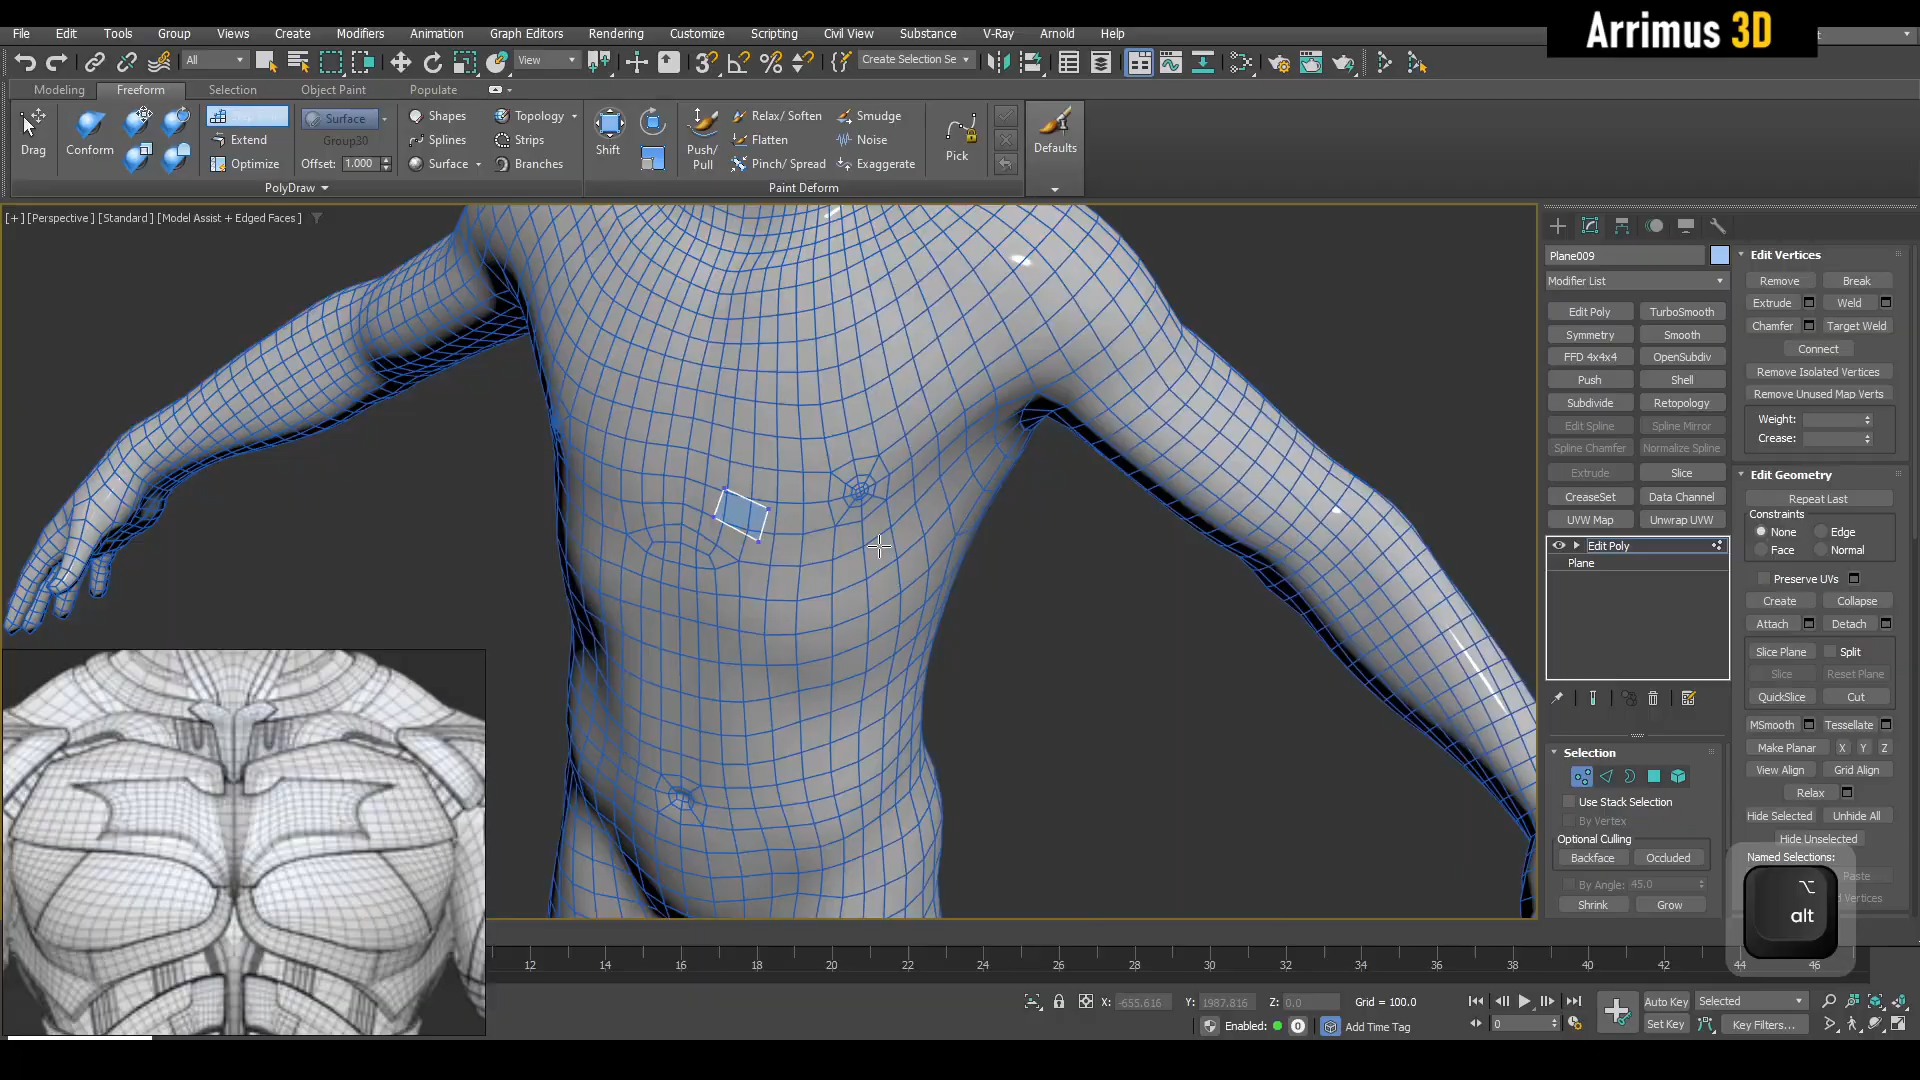 Arrimus 3D
File Edit Tools Group Views Create Modifiers Animation Graph Editors Rendering Customize Scripting Civil View Substance V-Ray Arnold Help
All View Create Selection Se
Modeling Freeform Selection Object Paint Populate
Drag Conform Extend Optimize
Surface Group30 Offset: 1.000
Shapes Splines Surface
Topology Strips Branches
Shift Push/ Pull
Relax/ Soften Flatten Pinch/ Spread
Smudge Noise Exaggerate
Pick Defaults
PolyDraw Paint Deform
[+] [Perspective] [Standard] [Model Assist + Edged Faces]
Plane009
Modifier List
Edit Poly TurboSmooth
Symmetry Smooth
FFD 4x4x4 OpenSubdiv
Push Shell
Subdivide Retopology
Edit Spline Spline Mirror
Spline Chamfer Normalize Spline
Extrude Slice
CreaseSet Data Channel
UVW Map Unwrap UVW
Edit Poly
Plane
Selection
Use Stack Selection
By Vertex
Optional Culling
Backface Occluded
By Angle: 45.0
Shrink Grow
Edit Vertices
Remove Break
Extrude Weld
Chamfer Target Weld
Connect
Remove Isolated Vertices
Remove Unused Map Verts
Weight:
Crease:
Edit Geometry
Repeat Last
Constraints
None Edge
Face Normal
Preserve UVs
Create Collapse
Attach Detach
Slice Plane Split
Slice Reset Plane
QuickSlice Cut
MSmooth Tessellate
Make Planar X Y Z
View Align Grid Align
Relax
Hide Selected Unhide All
Hide Unselected
Named Selections:
Paste
alt
12 14 16 18 20 22 24 26 28 30 32 34 36 38 40 42 44 46
X: -655.616 Y: 1987.816 Z: 0.0 Grid = 100.0
Enabled: 0 Add Time Tag
0
Auto Key Selected
Set Key Key Filters...